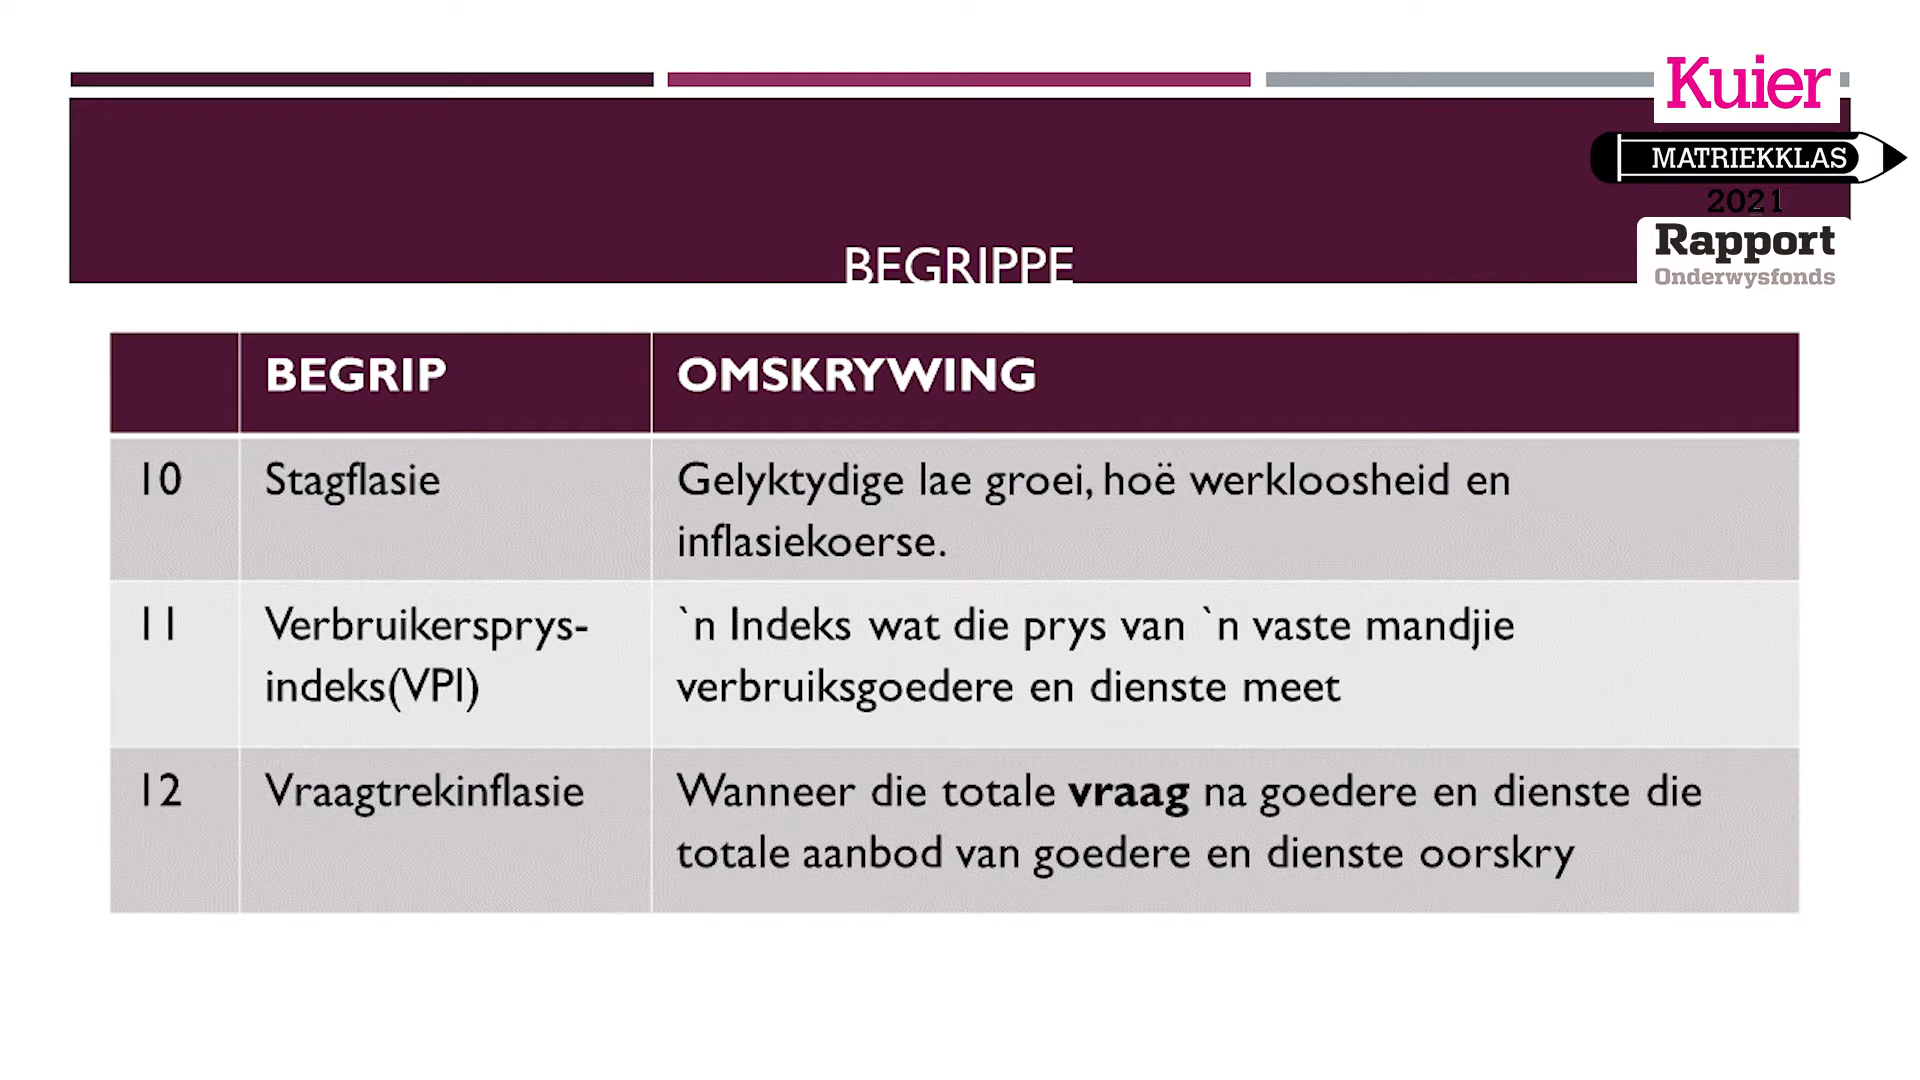 Kuier
MATRIEKKLAS
2021
Rapport
Onderwysfonds
BEGRIPPE
BEGRIP
OMSKRYWING
10
Stagflasie
Gelyktydige lae groei, hoë werkloosheid en
inflasiekoerse.
11
Verbruikersprys-
indeks(VPI)
`n Indeks wat die prys van `n vaste mandjie
verbruiksgoedere en dienste meet
12
Vraagtrekinflasie
Wanneer die totale vraag na goedere en dienste die
totale aanbod van goedere en dienste oorskry